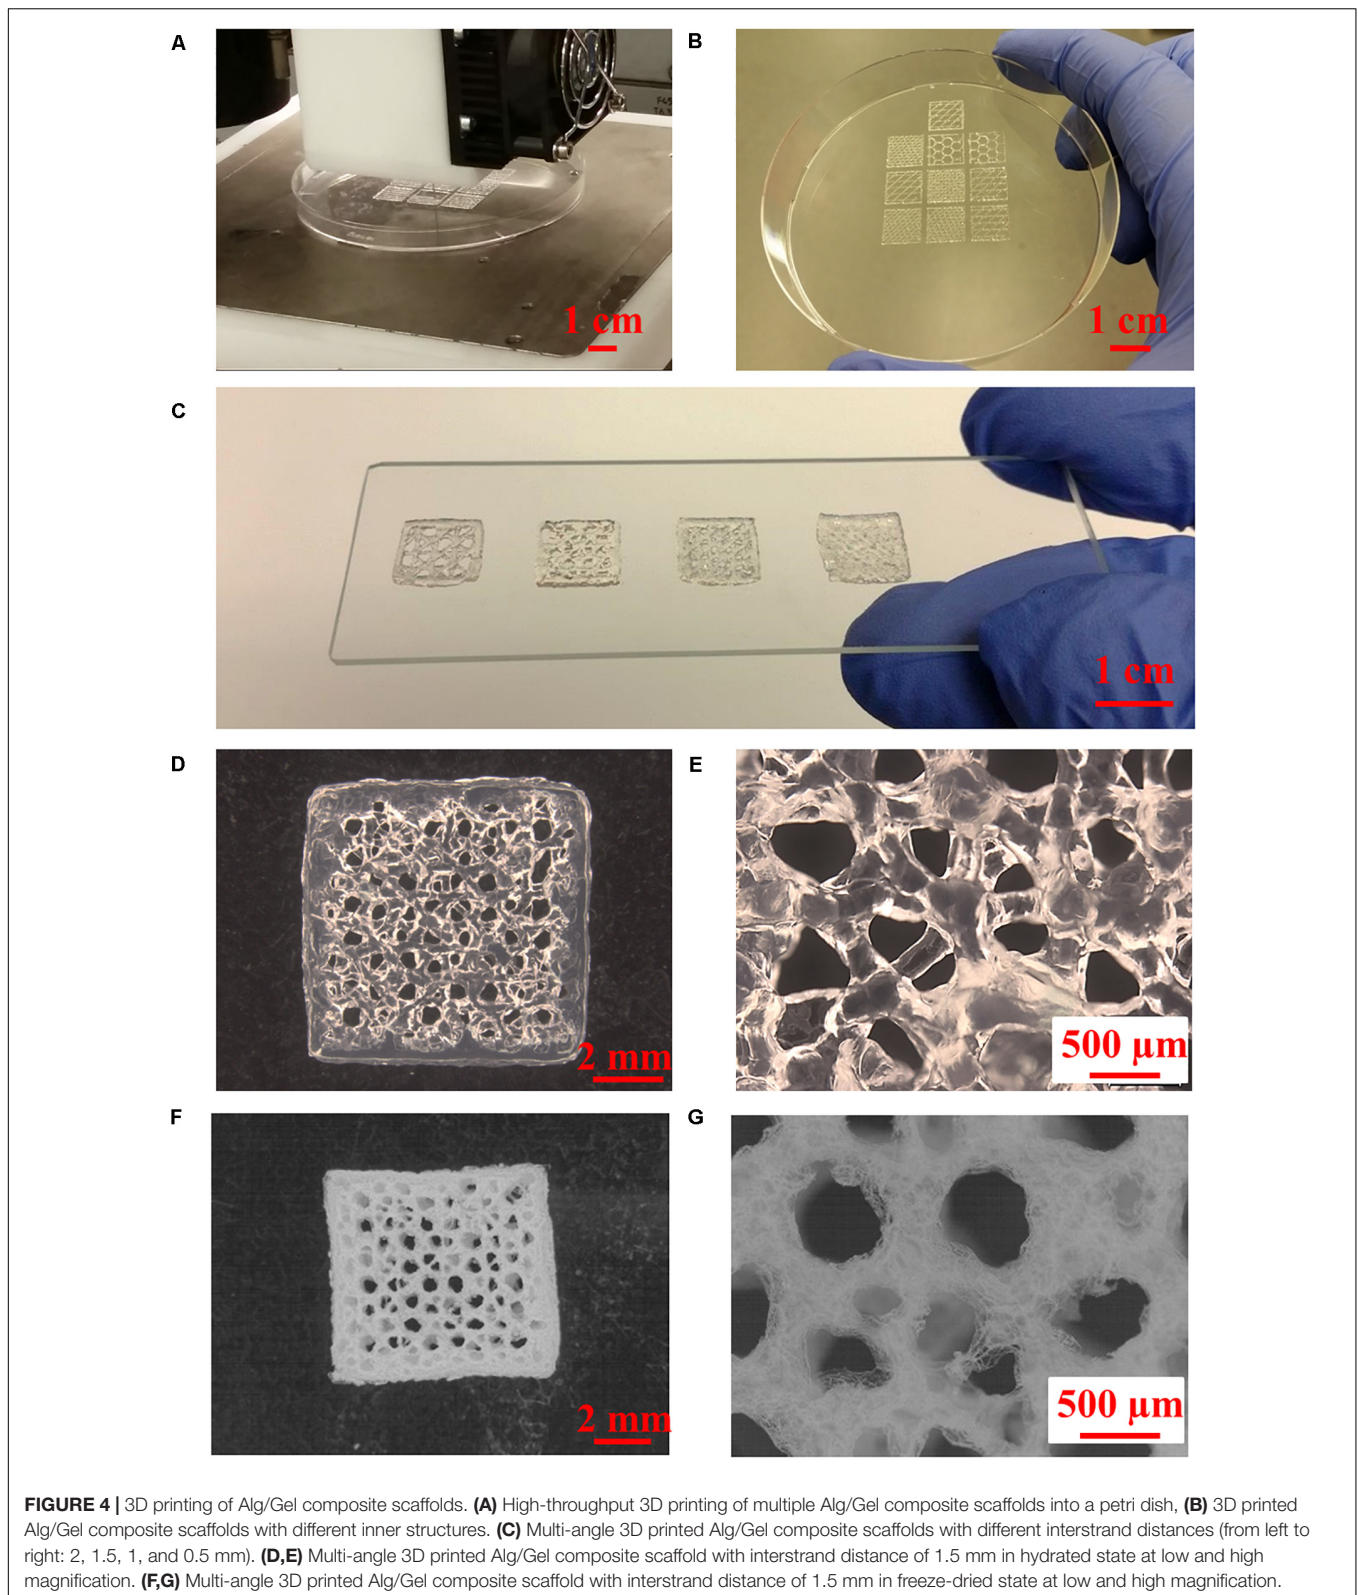 A
B
F45
1 cm
1 cm
C
1 cm
D
E
2 mm
500 µm
F
G
2 mm
500 µm
FIGURE 4 | 3D printing of Alg/Gel composite scaffolds. (A) High-throughput 3D printing of multiple Alg/Gel composite scaffolds into a petri dish, (B) 3D printed
Alg/Gel composite scaffolds with different inner structures. (C) Multi-angle 3D printed Alg/Gel composite scaffolds with different interstrand distances (from left to
right: 2, 1.5, 1, and 0.5 mm). (D,E) Multi-angle 3D printed Alg/Gel composite scaffold with interstrand distance of 1.5 mm in hydrated state at low and high
magnification. (F,G) Multi-angle 3D printed Alg/Gel composite scaffold with interstrand distance of 1.5 mm in freeze-dried state at low and high magnification.